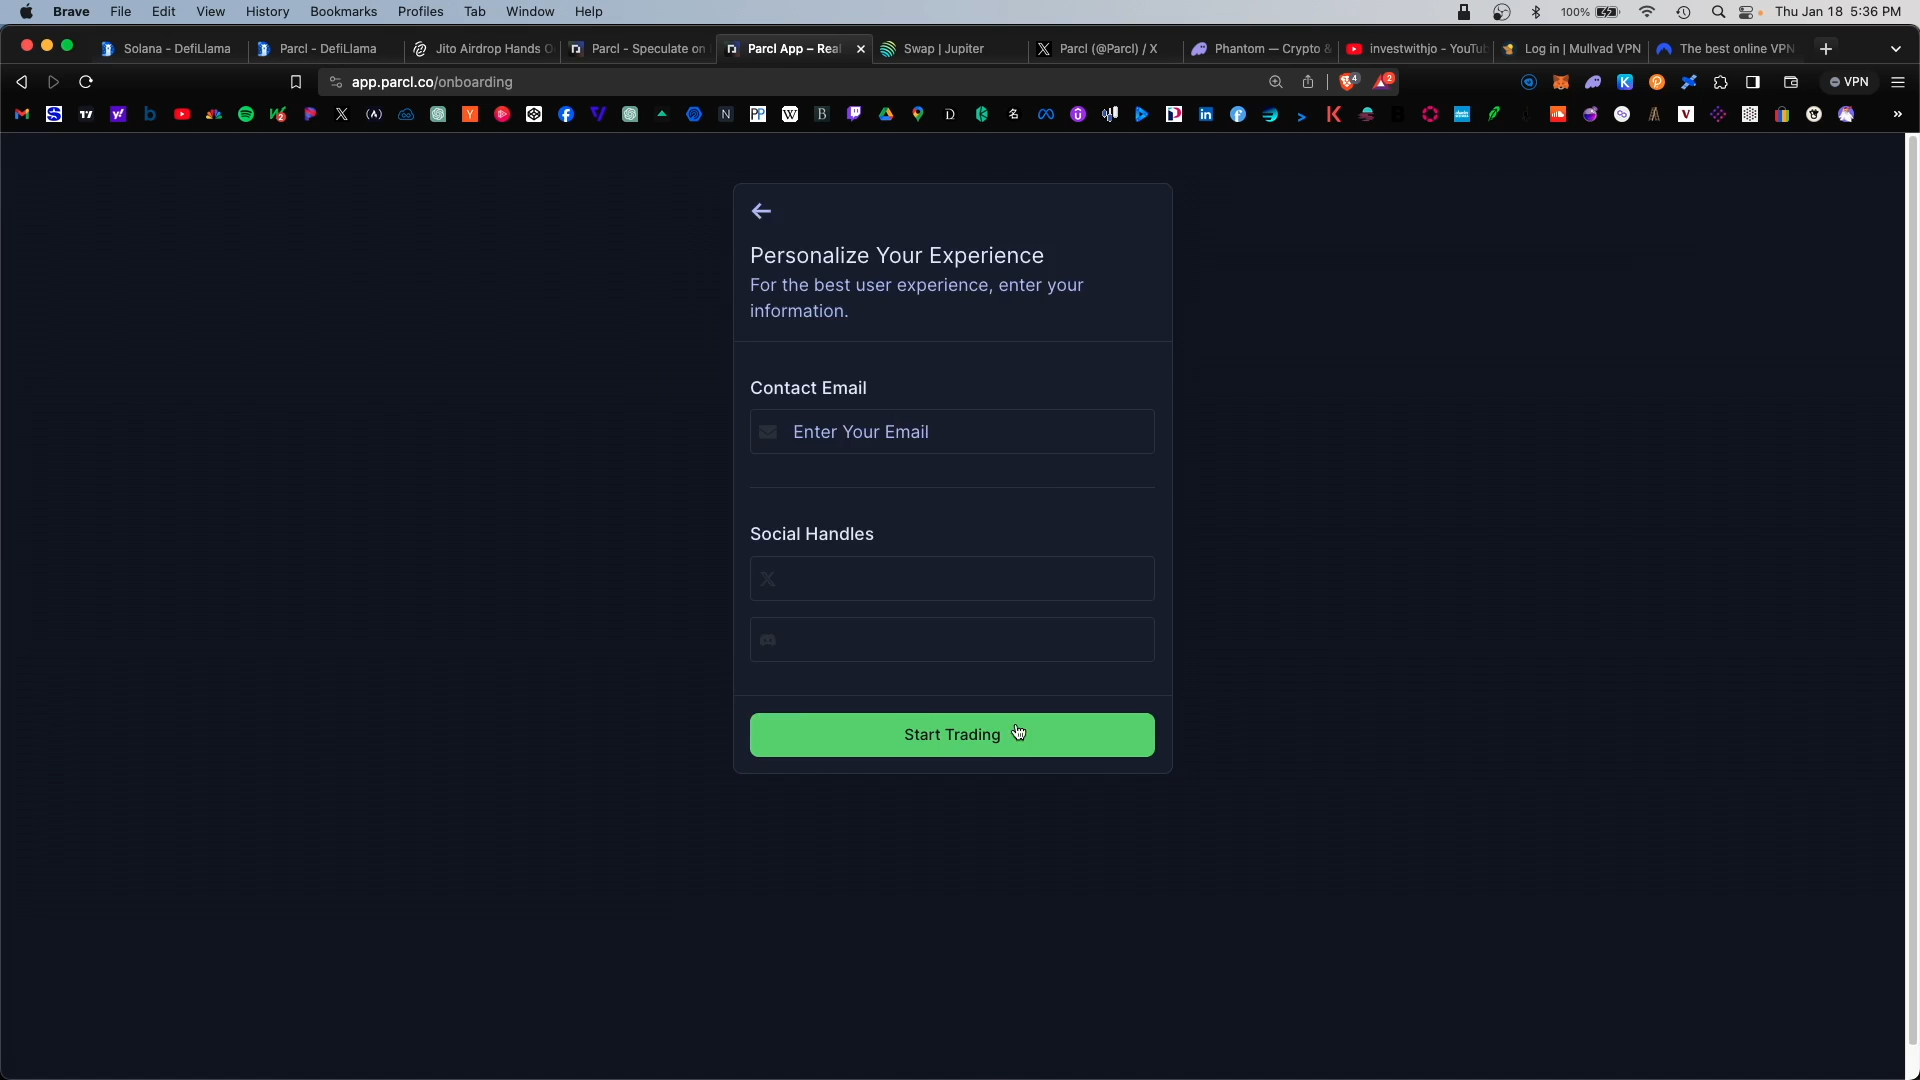 Brave File Edit View History Bookmarks Profiles Tab Window Help 100% Thu Jan 18 5:36 PM
Solana - DefiLlama Parcl - DefiLlama Jito Airdrop Hands O Parcl - Speculate on Parcl App – Real Swap | Jupiter Parcl (@Parcl) / X Phantom — Crypto & investwithjo - YouTu Log in | Mullvad VPN The best online VPN
app.parcl.co/onboarding 4 2 VPN
Personalize Your Experience
For the best user experience, enter your
information.
Contact Email
Enter Your Email
Social Handles
Start Trading